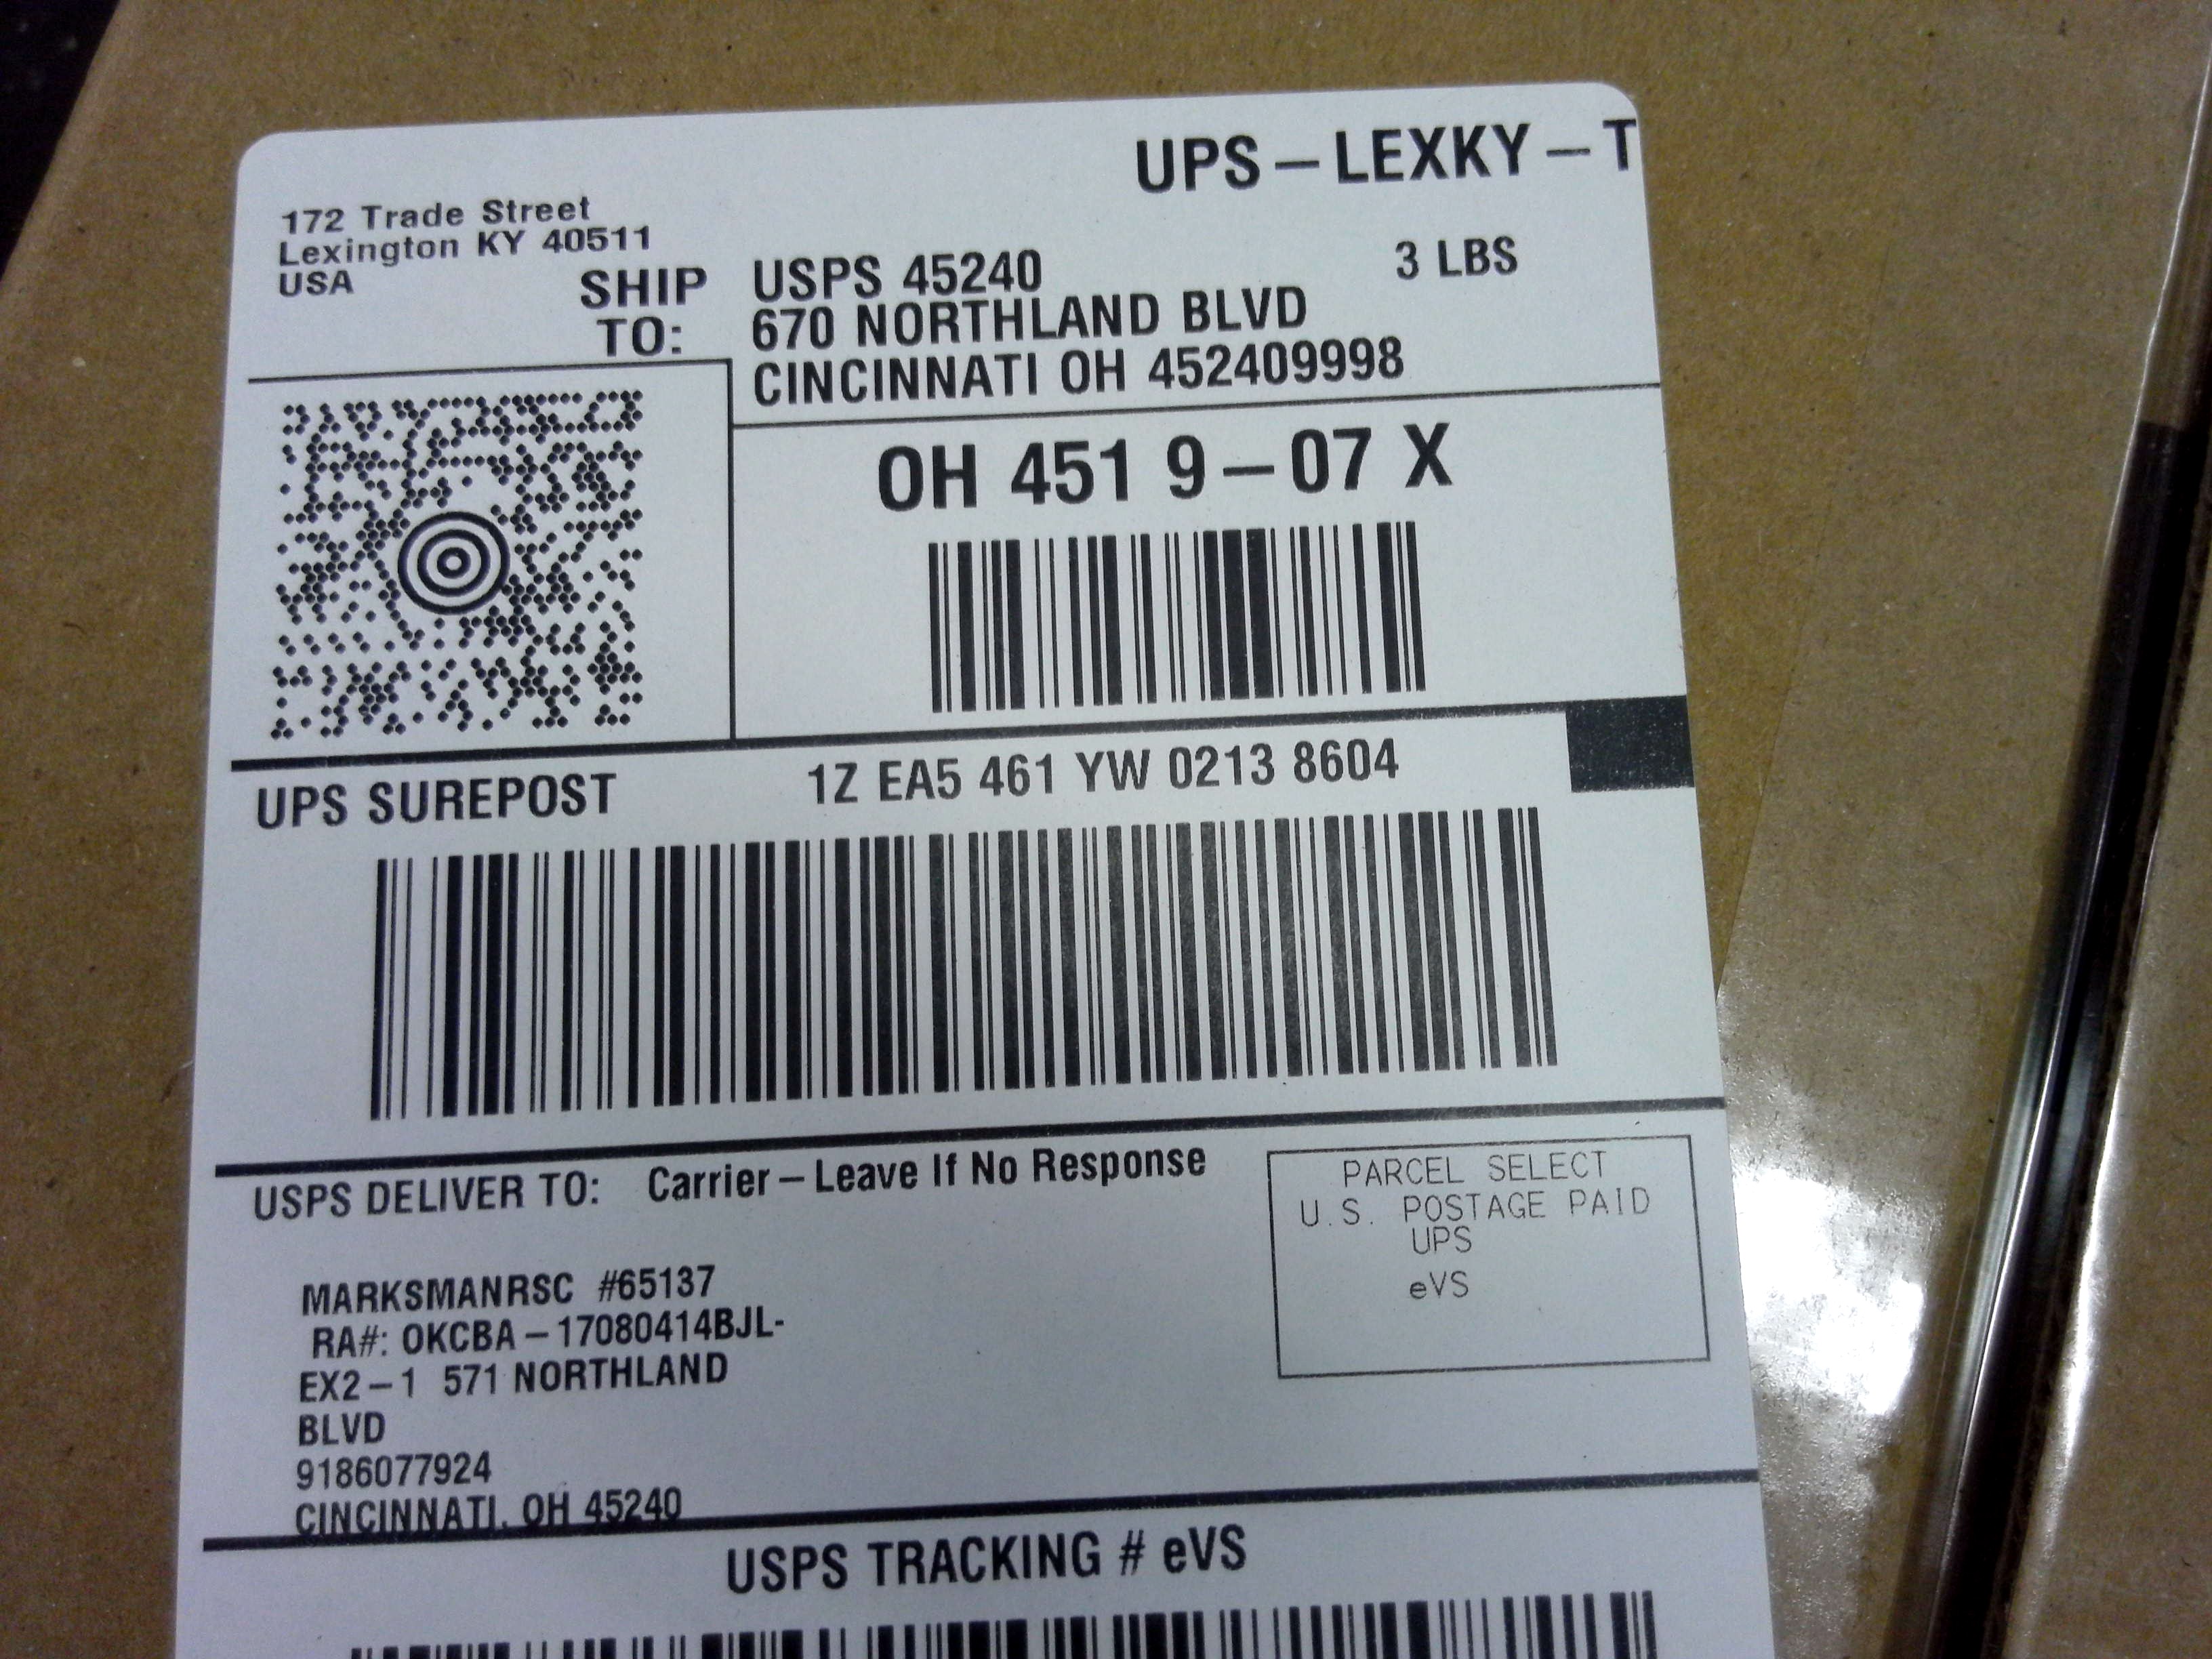 UPS – LEXKY – T
172 Trade Street
Lexington KY 40511
USA
3 LBS
SHIP TO:
USPS 45240
670 NORTHLAND BLVD
CINCINNATI OH 452409998
OH 451 9 – 07 X
UPS SUREPOST
1Z EA5 461 YW 0213 8604
USPS DELIVER TO: Carrier – Leave If No Response
PARCEL SELECT
U.S. POSTAGE PAID
UPS
eVS
MARKSMANRSC #65137
RA#: OKCBA – 17080414BJL-
EX2 – 1 571 NORTHLAND
BLVD
9186077924
CINCINNATI, OH 45240
USPS TRACKING # eVS